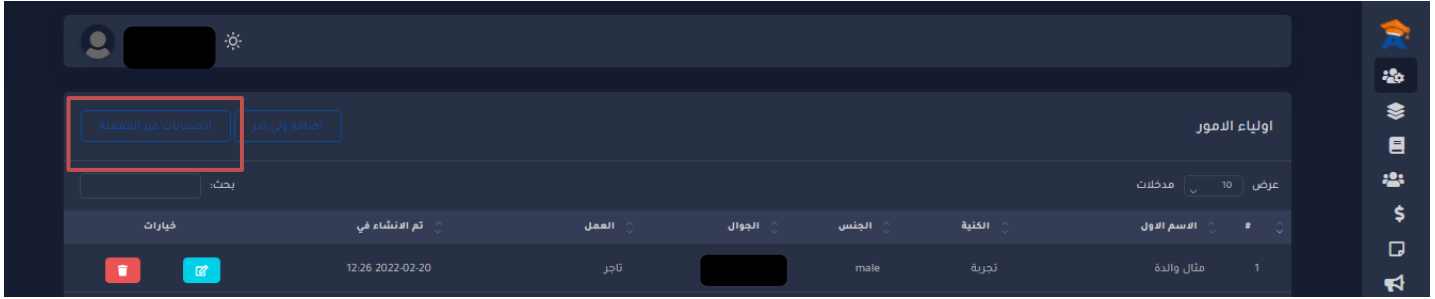 اولياء الامور
اضافة ولي امر
الحسابات غير المفعلة
عرض 10 مدخلات
بحث:
# الاسم الاول الكنية الجنس الجوال العمل تم الانشاء في خيارات
1 مثال والدة تجربة male تاجر 2022-02-20 12:26